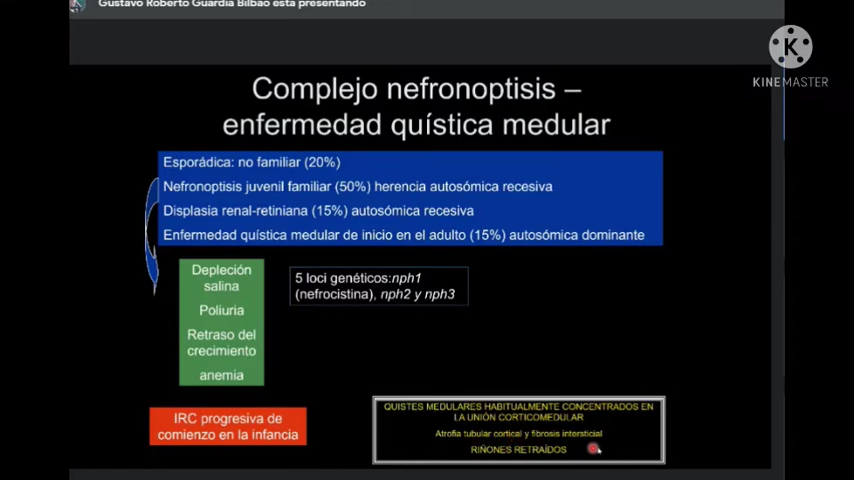 Gustavo Roberto Guardia Bilbao está presentando
K
KINEMASTER
Complejo nefronoptisis –
enfermedad quística medular
Esporádica: no familiar (20%)
Nefronoptisis juvenil familiar (50%) herencia autosómica recesiva
Displasia renal-retiniana (15%) autosómica recesiva
Enfermedad quística medular de inicio en el adulto (15%) autosómica dominante
Depleción
salina
Poliuria
Retraso del
crecimiento
anemia
5 loci genéticos:nph1
(nefrocistina), nph2 y nph3
IRC progresiva de
comienzo en la infancia
QUISTES MEDULARES HABITUALMENTE CONCENTRADOS EN
LA UNIÓN CORTICOMEDULAR
Atrofia tubular cortical y fibrosis intersticial
RIÑONES RETRAÍDOS